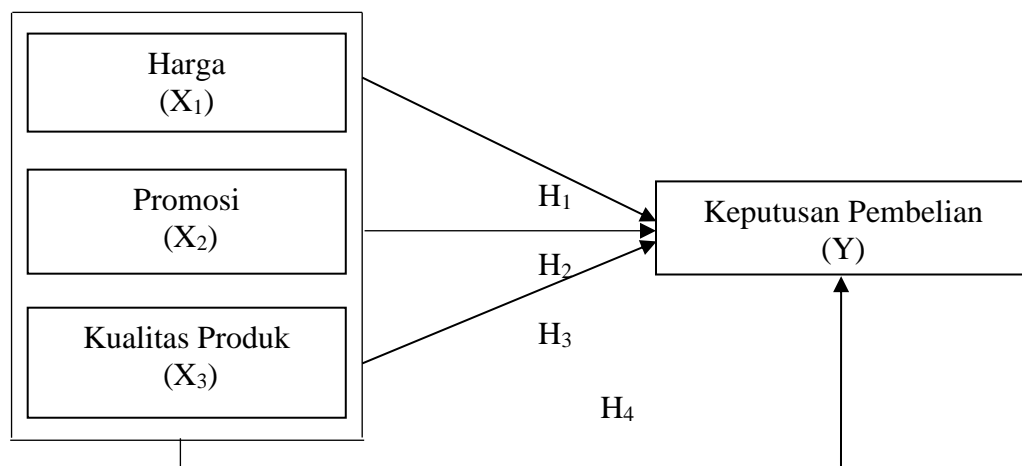 Harga
(X₁)
Promosi
(X₂)
Kualitas Produk
(X₃)
H₁
H₂
H₃
H₄
Keputusan Pembelian
(Y)